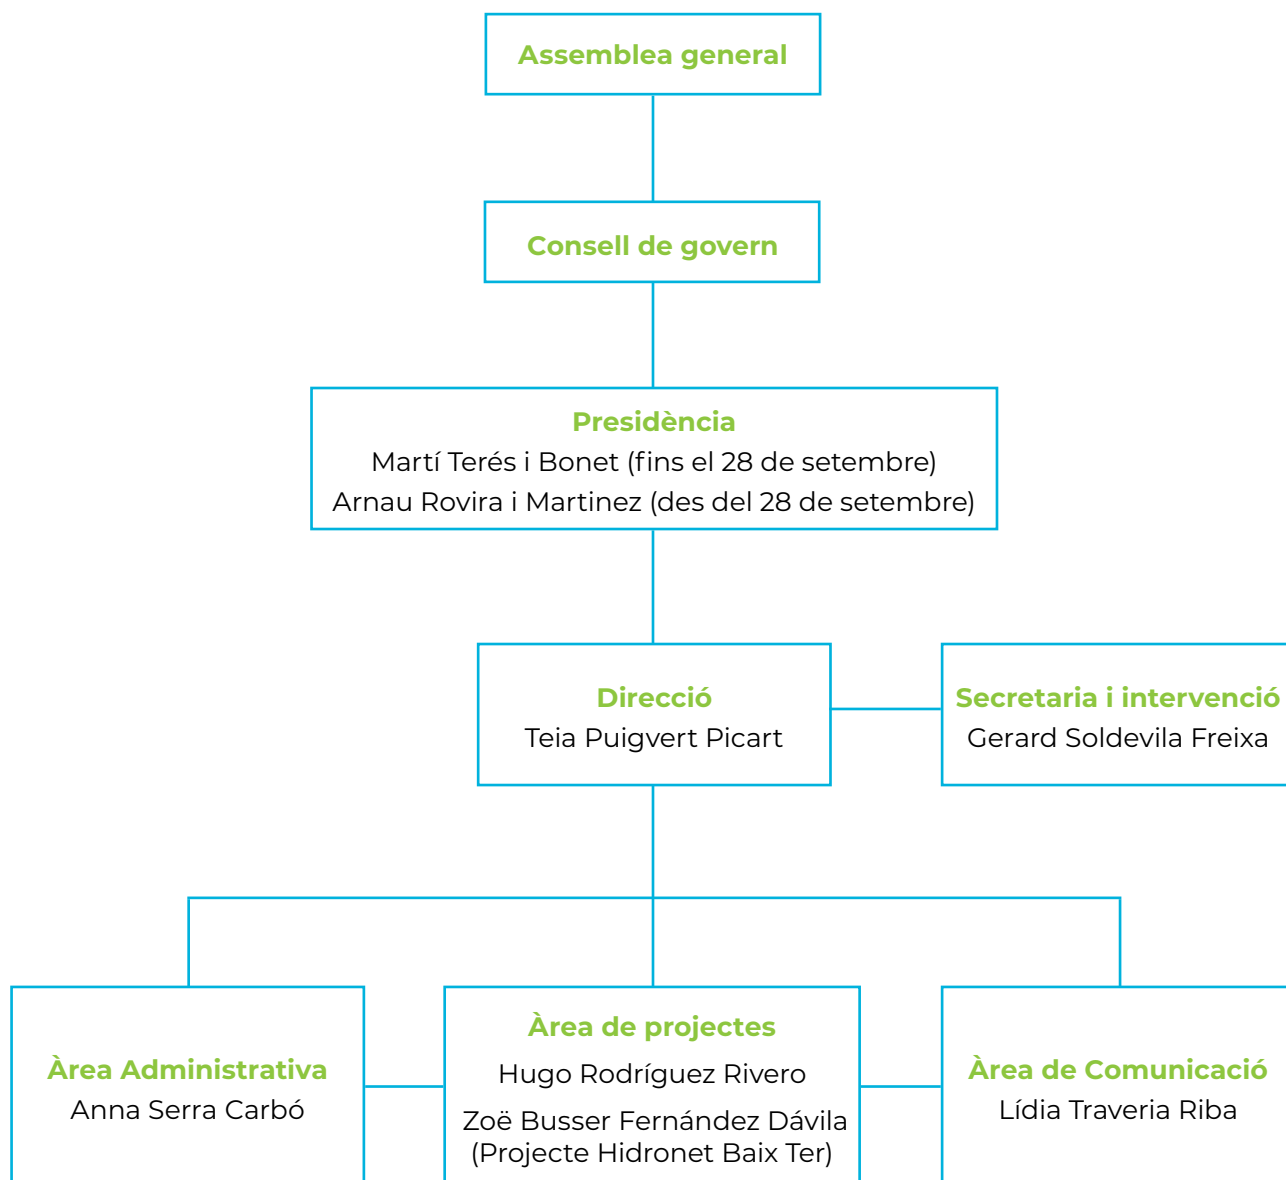 Assemblea general
Consell de govern
Presidència
Martí Terés i Bonet (fins el 28 de setembre)
Arnau Rovira i Martinez (des del 28 de setembre)
Direcció
Teia Puigvert Picart
Secretaria i intervenció
Gerard Soldevila Freixa
Àrea Administrativa
Anna Serra Carbó
Àrea de projectes
Hugo Rodríguez Rivero
Zoë Busser Fernández Dávila
(Projecte Hidronet Baix Ter)
Àrea de Comunicació
Lídia Traveria Riba